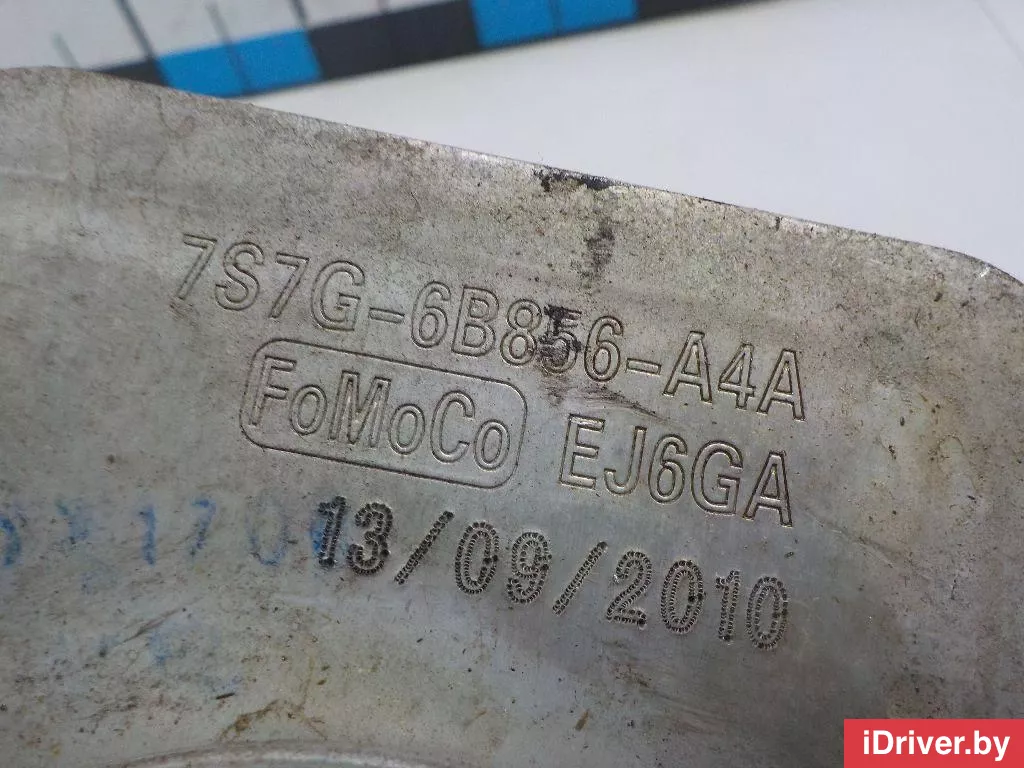 7S7G-6B856-A4A
FoMoCo EJ6GA
13/09/2010
iDriver.by